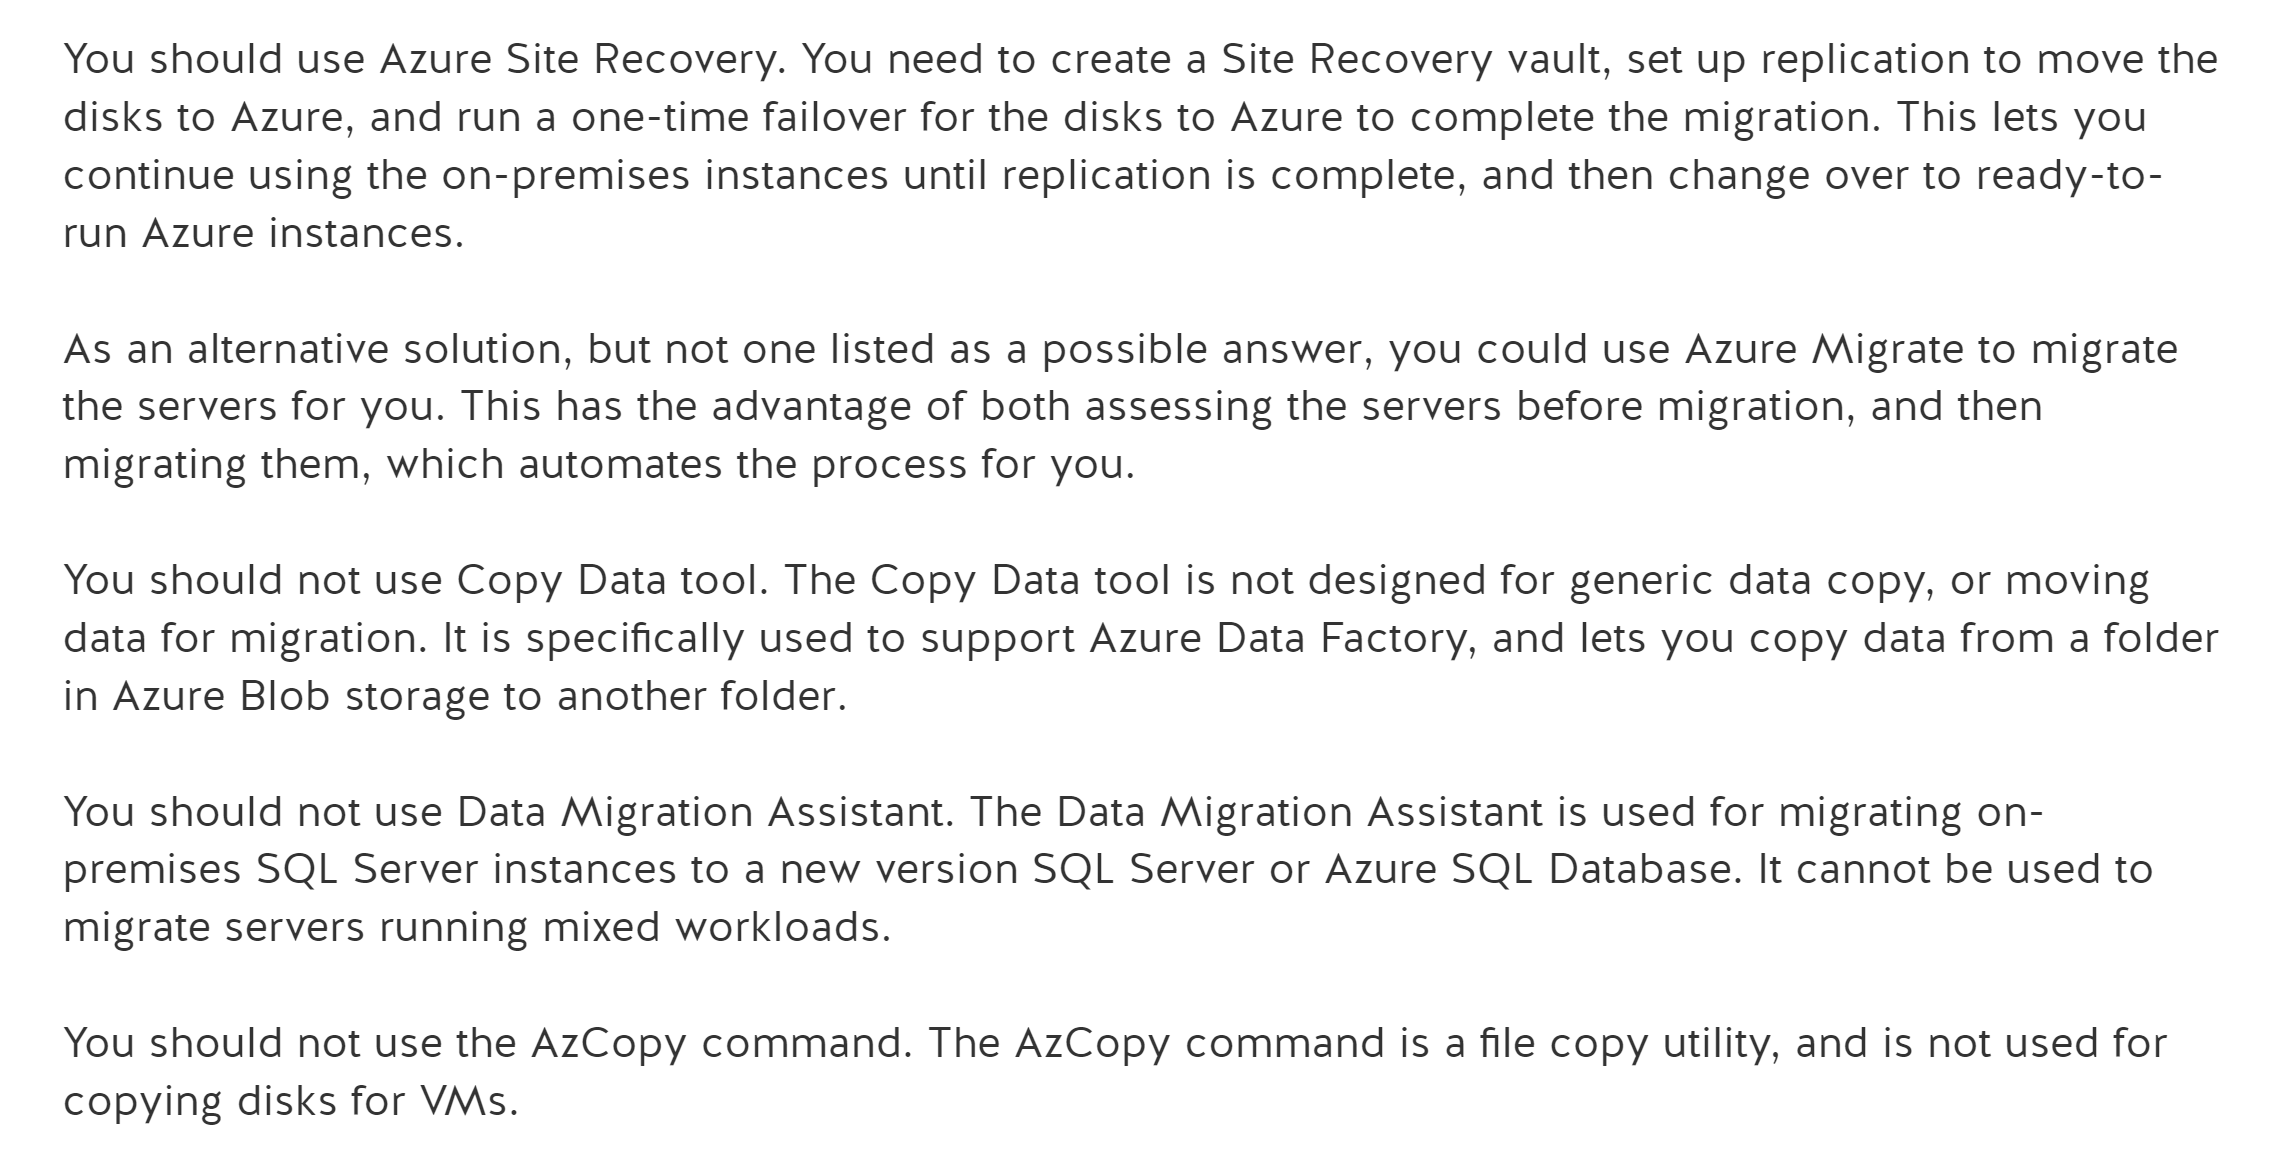 You should use Azure Site Recovery. You need to create a Site Recovery vault, set up replication to move the
disks to Azure, and run a one-time failover for the disks to Azure to complete the migration. This lets you
continue using the on-premises instances until replication is complete, and then change over to ready-to-
run Azure instances.
As an alternative solution, but not one listed as a possible answer, you could use Azure Migrate to migrate
the servers for you. This has the advantage of both assessing the servers before migration, and then
migrating them, which automates the process for you.
You should not use Copy Data tool. The Copy Data tool is not designed for generic data copy, or moving
data for migration. It is specifically used to support Azure Data Factory, and lets you copy data from a folder
in Azure Blob storage to another folder.
You should not use Data Migration Assistant. The Data Migration Assistant is used for migrating on-
premises SQL Server instances to a new version SQL Server or Azure SQL Database. It cannot be used to
migrate servers running mixed workloads.
You should not use the AzCopy command. The AzCopy command is a file copy utility, and is not used for
copying disks for VMs.